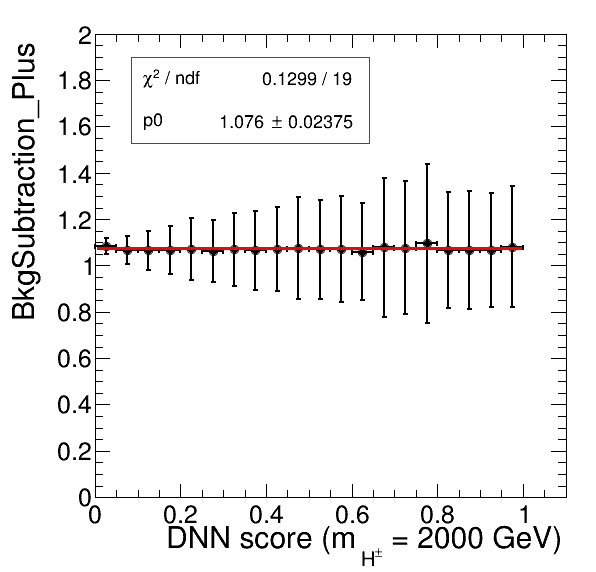 BkgSubtraction_Plus
χ² / ndf 0.1299 / 19
p0 1.076 ± 0.02375
2
1.8
1.6
1.4
1.2
1
0.8
0.6
0.4
0.2
0
0 0.2 0.4 0.6 0.8 1
DNN score (m_H± = 2000 GeV)